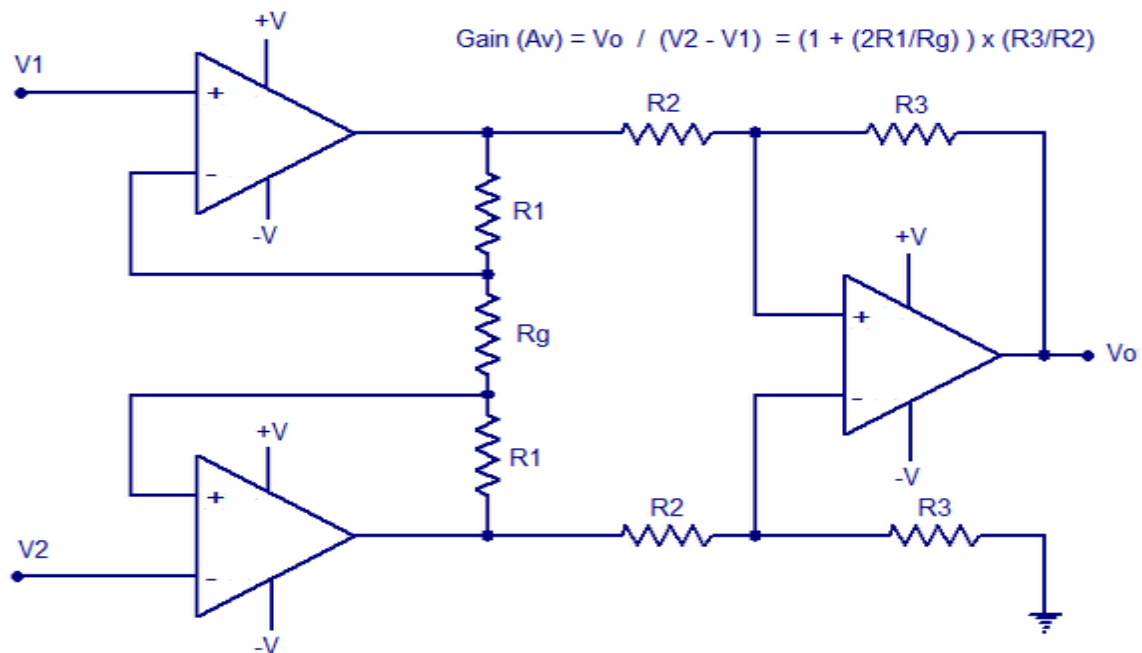 +V
Gain (Av) = Vo / (V2 - V1) = (1 + (2R1/Rg) ) x (R3/R2)
V1
+
-
-V
R2
R3
R1
+V
+
-
Vo
-V
Rg
+V
R1
+
-
V2
-V
R2
R3